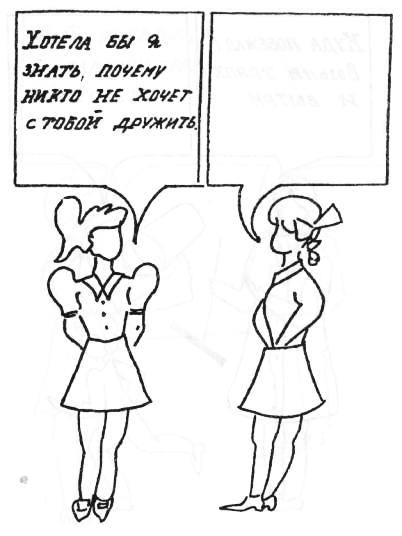 ХОТЕЛА БЫ Я
ЗНАТЬ, ПОЧЕМУ
НИКТО НЕ ХОЧЕТ
С ТОБОЙ ДРУЖИТЬ.